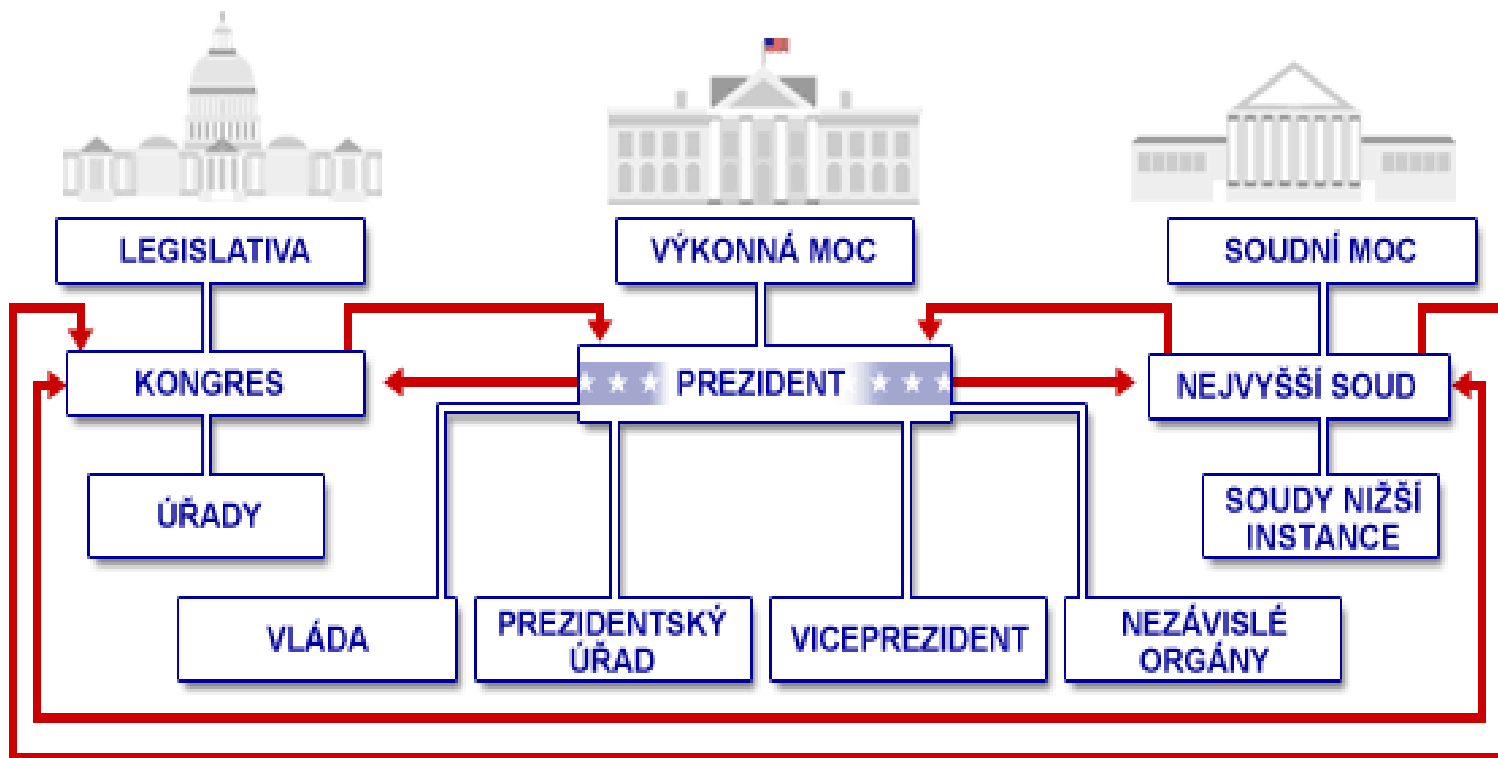 LEGISLATIVA
VÝKONNÁ MOC
SOUDNÍ MOC
KONGRES
PREZIDENT
NEJVYŠŠÍ SOUD
ÚŘADY
SOUDY NIŽŠÍ
INSTANCE
VLÁDA
PREZIDENTSKÝ
ÚŘAD
VICEPREZIDENT
NEZÁVISLÉ
ORGÁNY